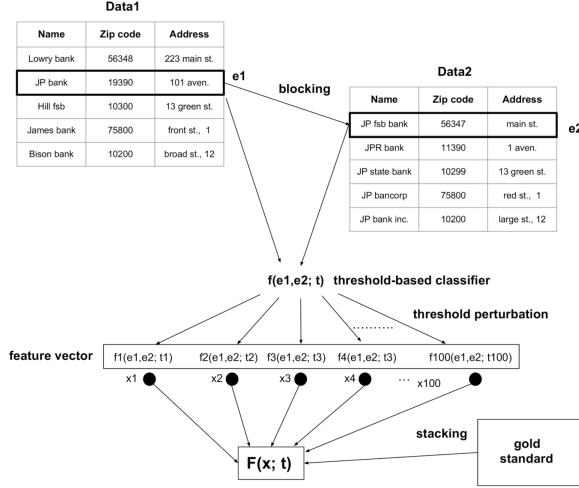 Data1
Name Zip code Address
Lowry bank 56348 223 main st.
JP bank 19390 101 aven.
Hill fsb 10300 13 green st.
James bank 75800 front st., 1
Bison bank 10200 broad st., 12
e1
blocking
Data2
Name Zip code Address
JP fsb bank 56347 main st.
JPR bank 11390 1 aven.
JP state bank 10299 13 green st.
JP bancorp 75800 red st., 1
JP bank inc. 10200 large st., 12
e2
f(e1,e2; t) threshold-based classifier
threshold perturbation
..........
feature vector
f1(e1,e2; t1) f2(e1,e2; t2) f3(e1,e2; t3) f4(e1,e2; t3) f100(e1,e2; t100)
x1 x2 x3 x4 ... x100
stacking
gold
standard
F(x; t)